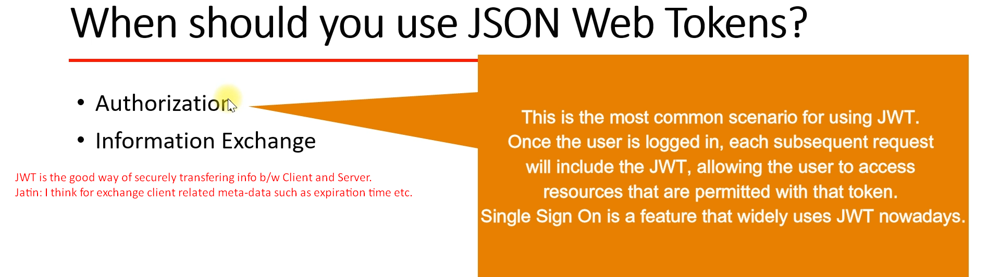 When should you use JSON Web Tokens?
• Authorization
• Information Exchange
JWT is the good way of securely transfering info b/w Client and Server.
Jatin: I think for exchange client related meta-data such as expiration time etc.
This is the most common scenario for using JWT.
Once the user is logged in, each subsequent request
will include the JWT, allowing the user to access
resources that are permitted with that token.
Single Sign On is a feature that widely uses JWT nowadays.